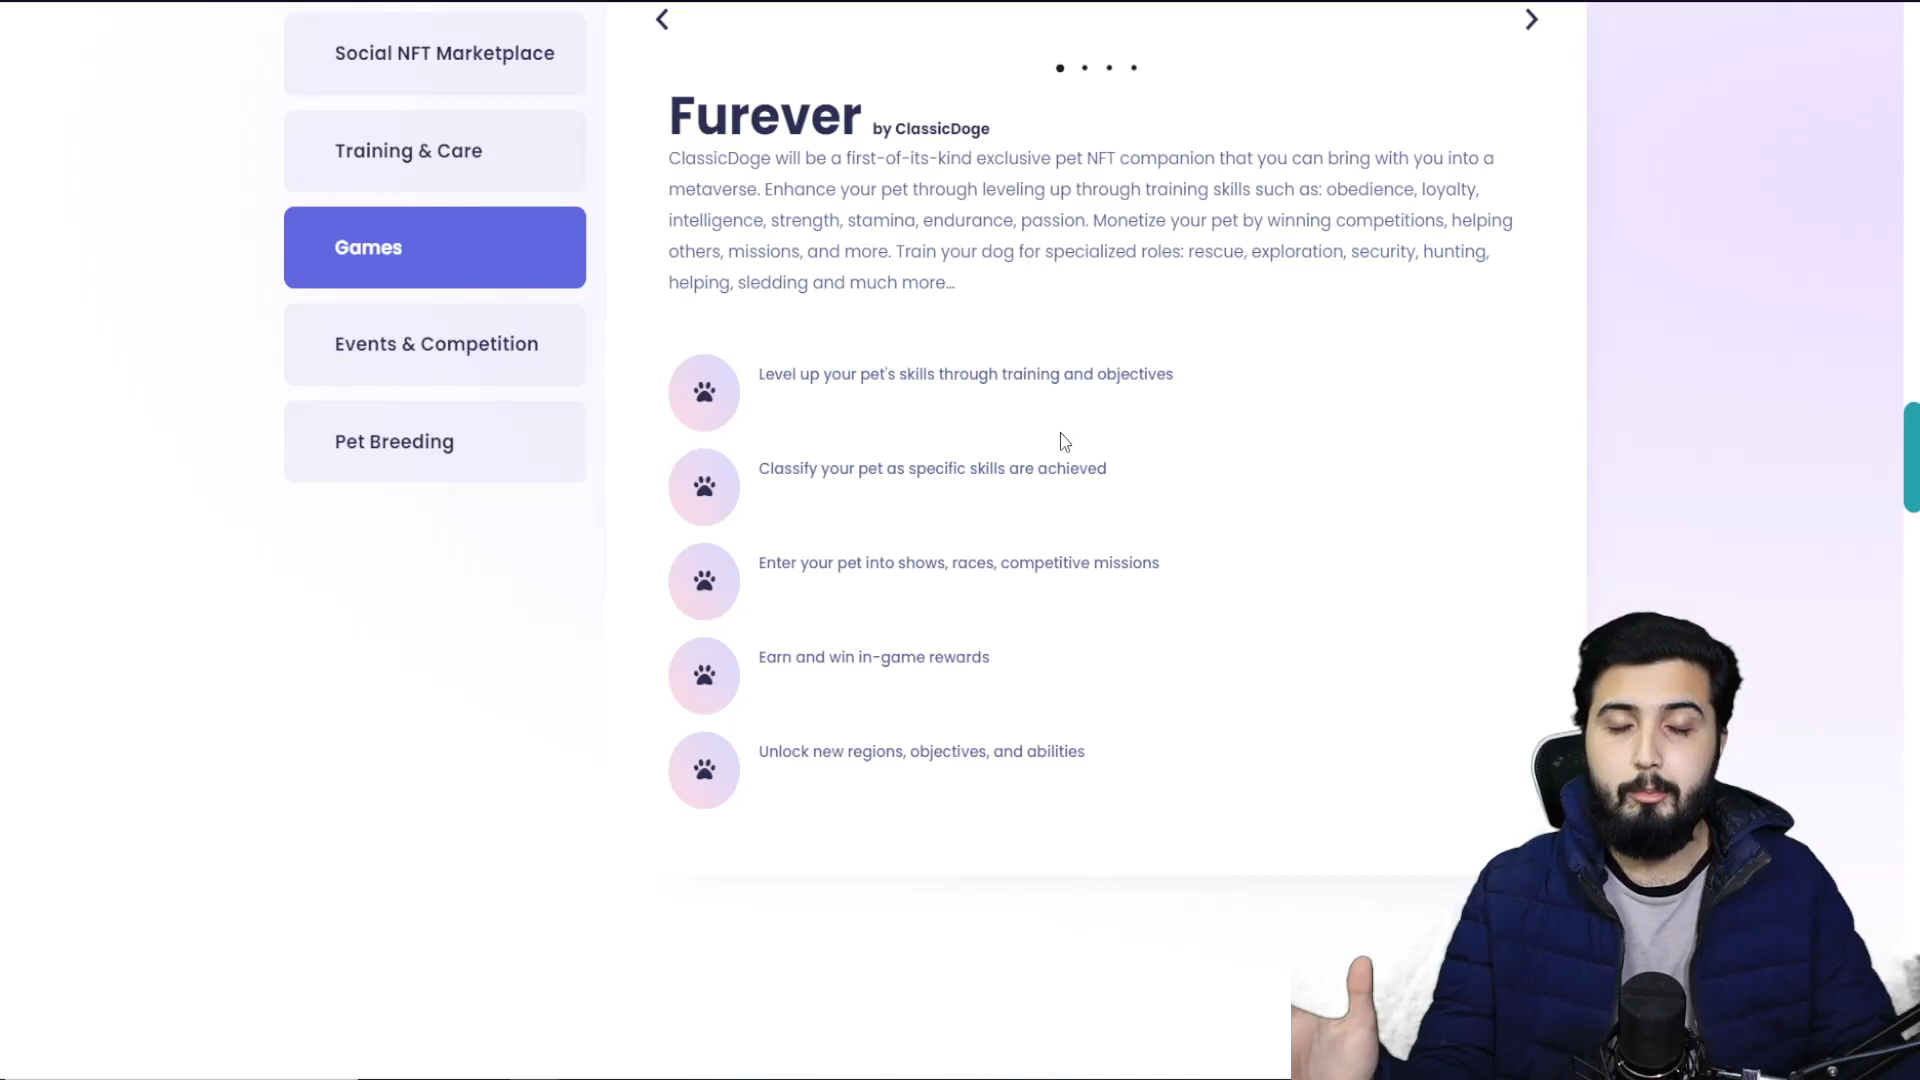 Social NFT Marketplace
Training & Care
Games
Events & Competition
Pet Breeding
Furever by ClassicDoge
ClassicDoge will be a first-of-its-kind exclusive pet NFT companion that you can bring with you into a
metaverse. Enhance your pet through leveling up through training skills such as: obedience, loyalty,
intelligence, strength, stamina, endurance, passion. Monetize your pet by winning competitions, helping
others, missions, and more. Train your dog for specialized roles: rescue, exploration, security, hunting,
helping, sledding and much more...
Level up your pet's skills through training and objectives
Classify your pet as specific skills are achieved
Enter your pet into shows, races, competitive missions
Earn and win in-game rewards
Unlock new regions, objectives, and abilities